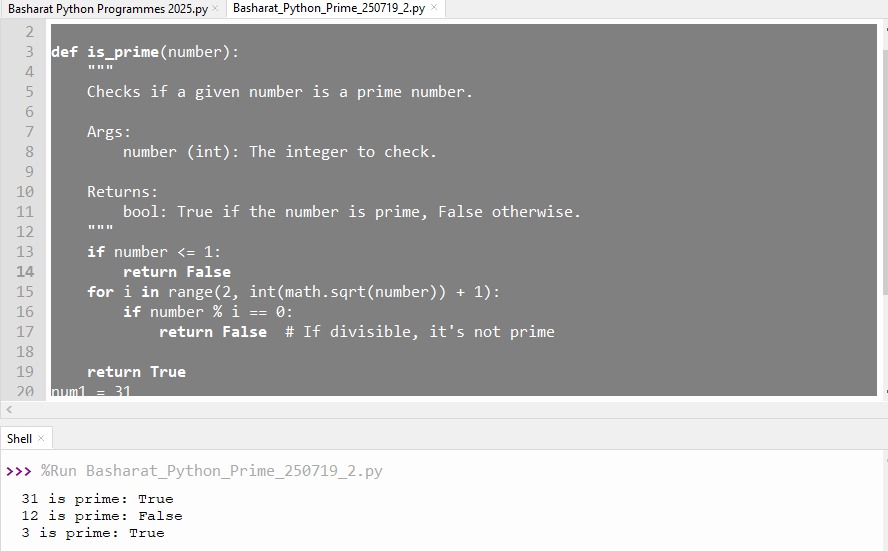 Basharat Python Programmes 2025.py × Basharat_Python_Prime_250719_2.py ×
2
3 def is_prime(number):
4     """
5     Checks if a given number is a prime number.
6
7     Args:
8         number (int): The integer to check.
9
10     Returns:
11         bool: True if the number is prime, False otherwise.
12     """
13     if number <= 1:
14         return False
15     for i in range(2, int(math.sqrt(number)) + 1):
16         if number % i == 0:
17             return False  # If divisible, it's not prime
18
19     return True
20 num1 = 31
Shell ×
>>> %Run Basharat_Python_Prime_250719_2.py
31 is prime: True
12 is prime: False
3 is prime: True